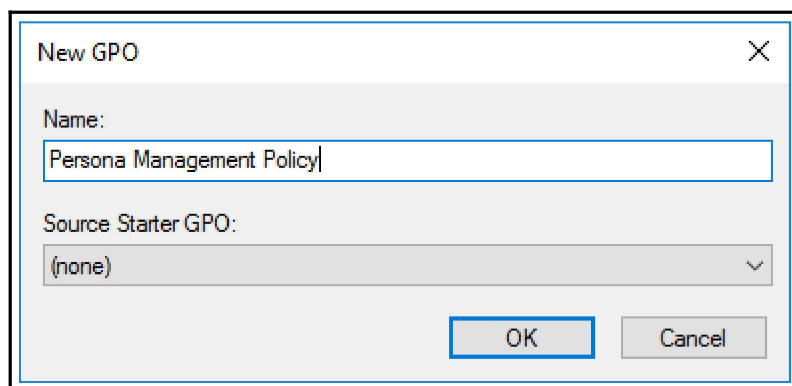 New GPO
Name:
Persona Management Policy
Source Starter GPO:
(none)
OK Cancel